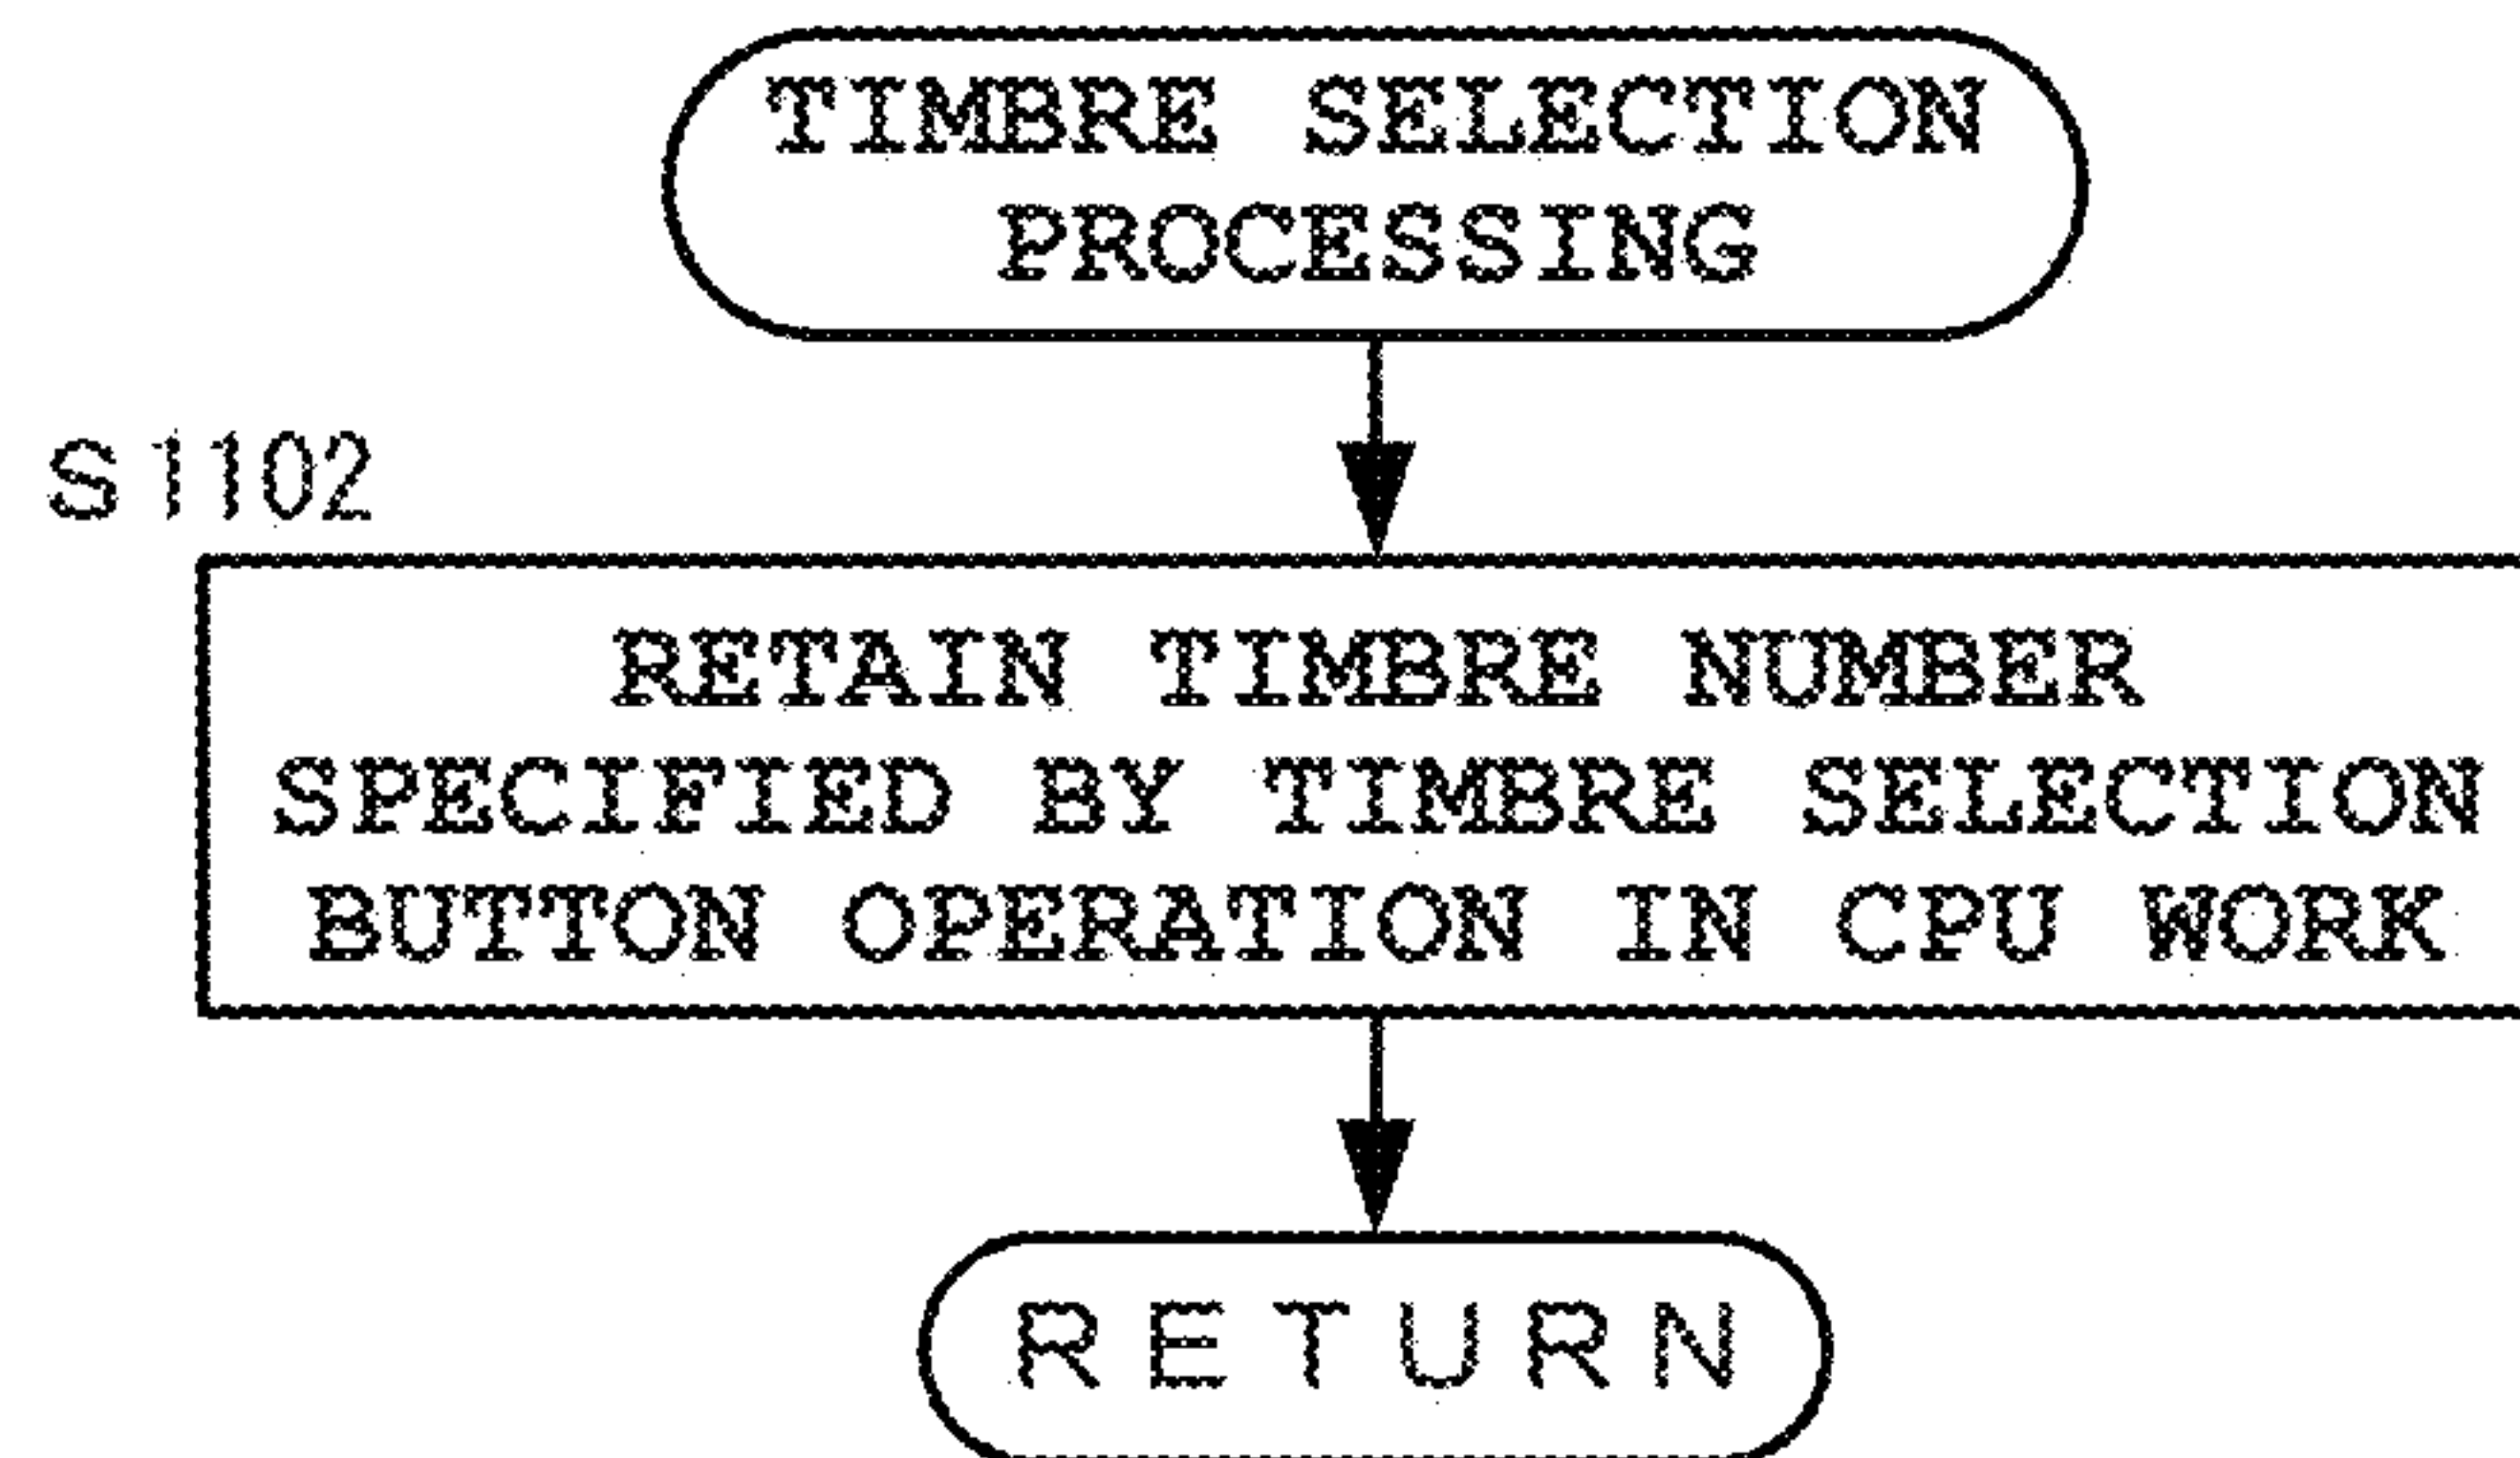 TIMBRE SELECTION
PROCESSING
S1102
RETAIN TIMBRE NUMBER
SPECIFIED BY TIMBRE SELECTION
BUTTON OPERATION IN CPU WORK
RETURN